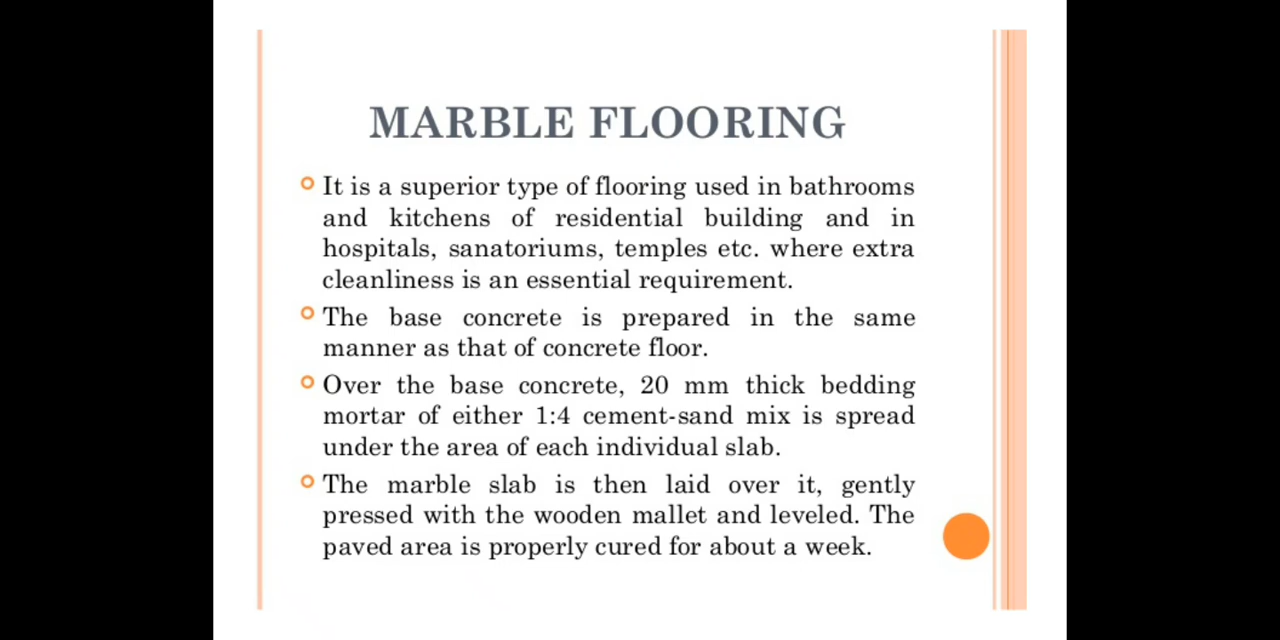 MARBLE FLOORING
It is a superior type of flooring used in bathrooms
and kitchens of residential building and in
hospitals, sanatoriums, temples etc. where extra
cleanliness is an essential requirement.
The base concrete is prepared in the same
manner as that of concrete floor.
Over the base concrete, 20 mm thick bedding
mortar of either 1:4 cement-sand mix is spread
under the area of each individual slab.
The marble slab is then laid over it, gently
pressed with the wooden mallet and leveled. The
paved area is properly cured for about a week.